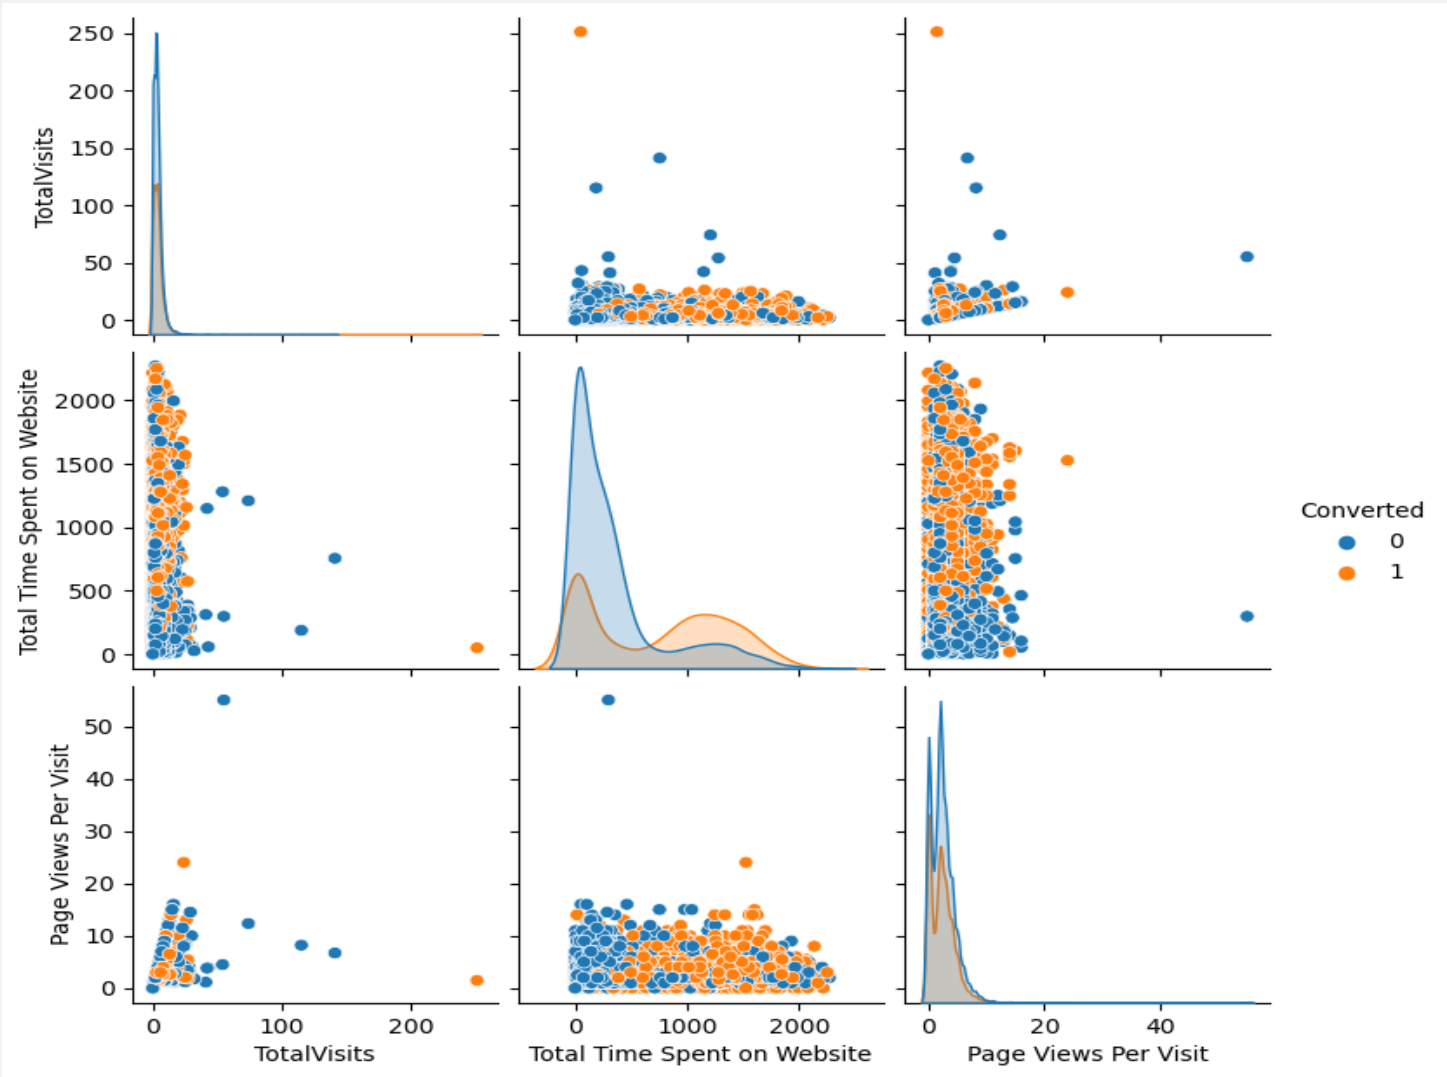 250
200
150
100
50
0
TotalVisits
2000
1500
1000
500
0
Total Time Spent on Website
Converted
0
1
50
40
30
20
10
0
Page Views Per Visit
0 100 200
0 1000 2000
0 20 40
TotalVisits
Total Time Spent on Website
Page Views Per Visit